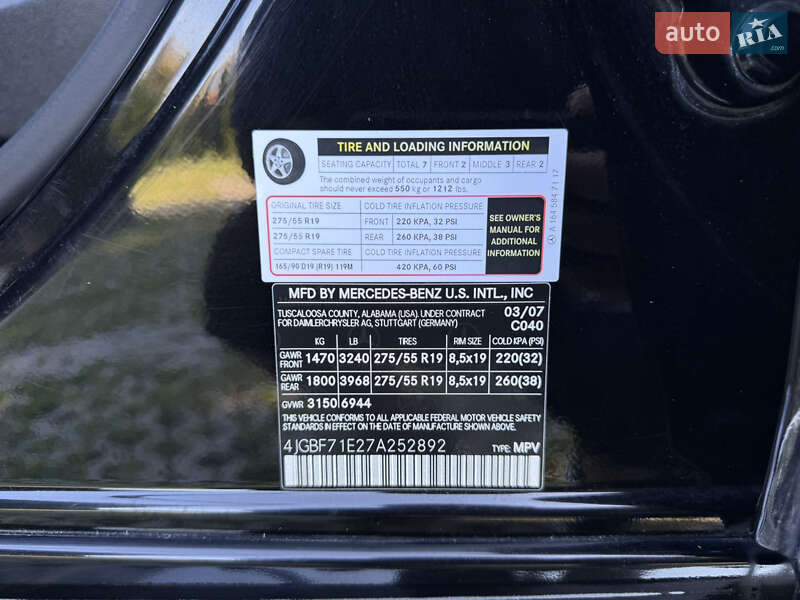 auto RIA
TIRE AND LOADING INFORMATION
SEATING CAPACITY TOTAL 7 FRONT 2 MIDDLE 3 REAR 2
The combined weight of occupants and cargo
should never exceed 550 kg or 1212 lbs.
ORIGINAL TIRE SIZE COLD TIRE INFLATION PRESSURE
275/55 R19 FRONT 220 KPA, 32 PSI
275/55 R19 REAR 260 KPA, 38 PSI
COMPACT SPARE TIRE COLD TIRE INFLATION PRESSURE
165/90 D19 (R19) 119M 420 KPA, 60 PSI
SEE OWNER'S
MANUAL FOR
ADDITIONAL
INFORMATION
A 164 584 71 17
MFD BY MERCEDES-BENZ U.S. INTL., INC
TUSCALOOSA COUNTY, ALABAMA (USA). UNDER CONTRACT 03/07
FOR DAIMLERCHRYSLER AG, STUTTGART (GERMANY) C040
KG LB TIRES RIM SIZE COLD KPA (PSI)
GAWR FRONT 1470 3240 275/55 R19 8,5x19 220(32)
GAWR REAR 1800 3968 275/55 R19 8,5x19 260(38)
GVWR 3150 6944
THIS VEHICLE CONFORMS TO ALL APPLICABLE FEDERAL MOTOR VEHICLE SAFETY
STANDARDS IN EFFECT ON THE DATE OF MANUFACTURE SHOWN ABOVE.
4JGBF71E27A252892 TYPE: MPV